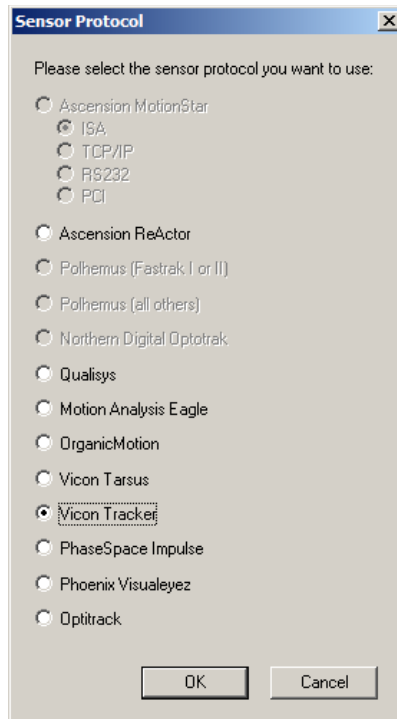 Sensor Protocol
Please select the sensor protocol you want to use:
Ascension MotionStar
ISA
TCP/IP
RS232
PCI
Ascension ReActor
Polhemus (Fastrak I or II)
Polhemus (all others)
Northern Digital Optotrak
Qualisys
Motion Analysis Eagle
OrganicMotion
Vicon Tarsus
Vicon Tracker
PhaseSpace Impulse
Phoenix Visualeyez
Optitrack
OK Cancel